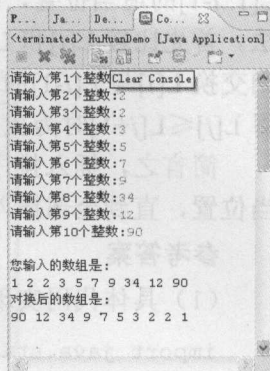 P... Ja... De... Co...
<terminated> HuHuanDemo [Java Application]
请输入第1个整数 Clear Console
请输入第2个整数:2
请输入第3个整数:2
请输入第4个整数:3
请输入第5个整数:5
请输入第6个整数:7
请输入第7个整数:9
请输入第8个整数:34
请输入第9个整数:12
请输入第10个整数:90
您输入的数组是:
1 2 2 3 5 7 9 34 12 90
对换后的数组是:
90 12 34 9 7 5 3 2 2 1